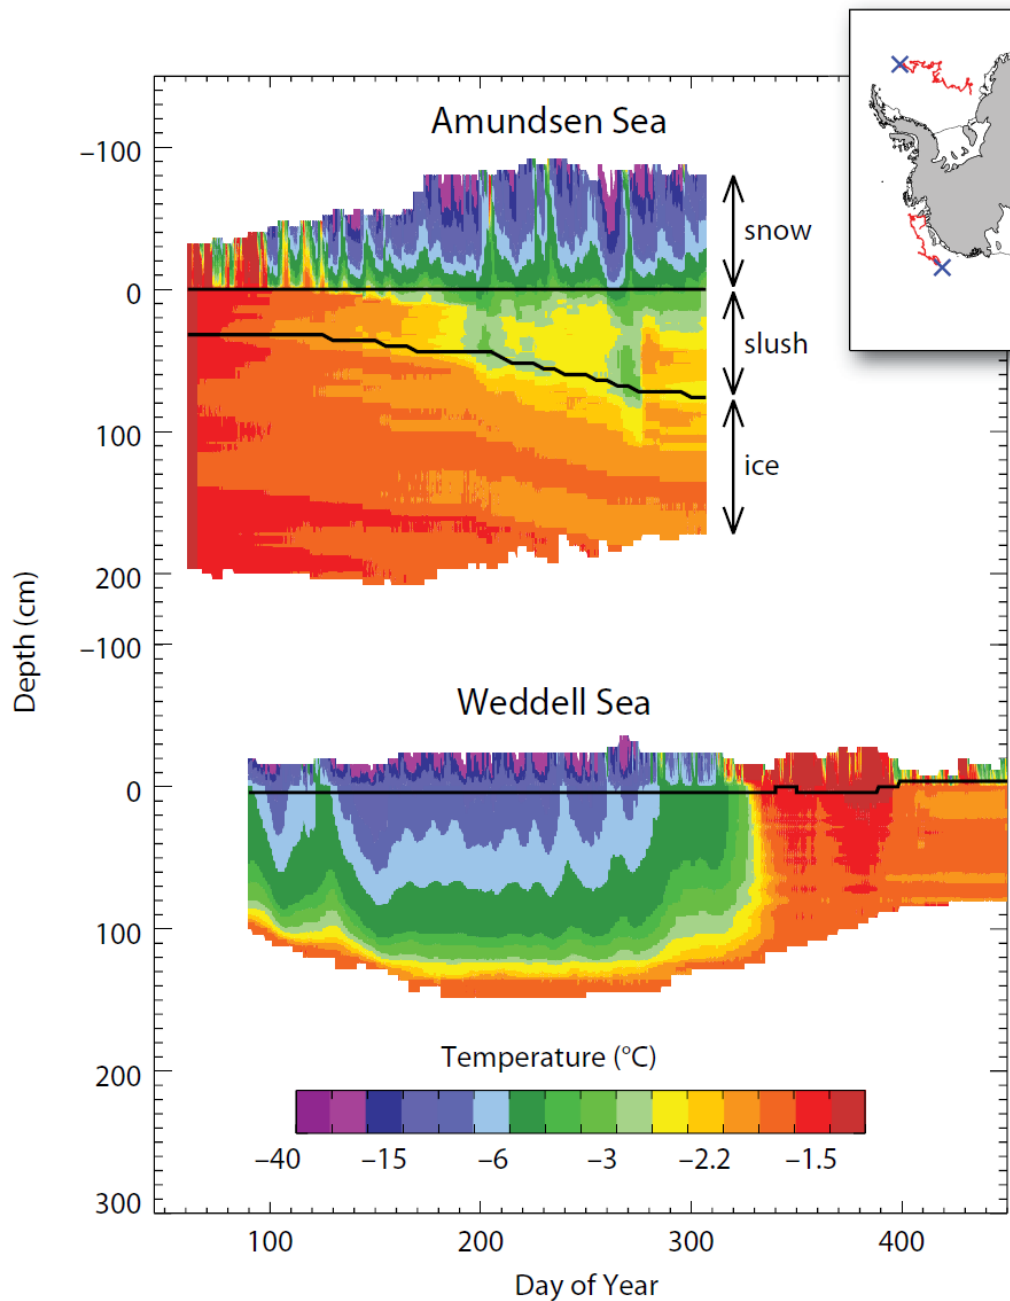 Amundsen Sea
−100
0
100
200
snow
slush
ice
Depth (cm)
−100
0
100
200
300
Weddell Sea
Temperature (°C)
−40 −15 −6 −3 −2.2 −1.5
100 200 300 400
Day of Year